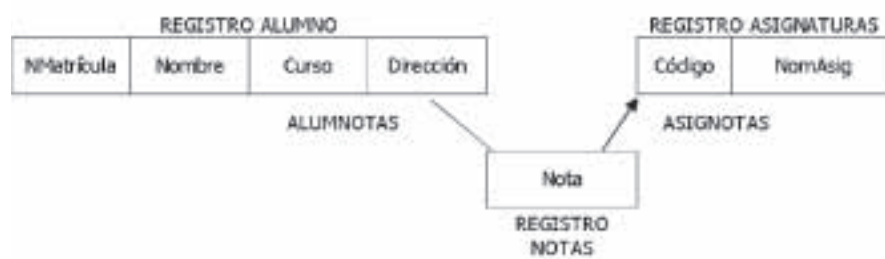 REGISTRO ALUMNO
REGISTRO ASIGNATURAS
NMatrícula Nombre Curso Dirección
Código NomAsig
ALUMNOTAS
ASIGNOTAS
Nota
REGISTRO
NOTAS